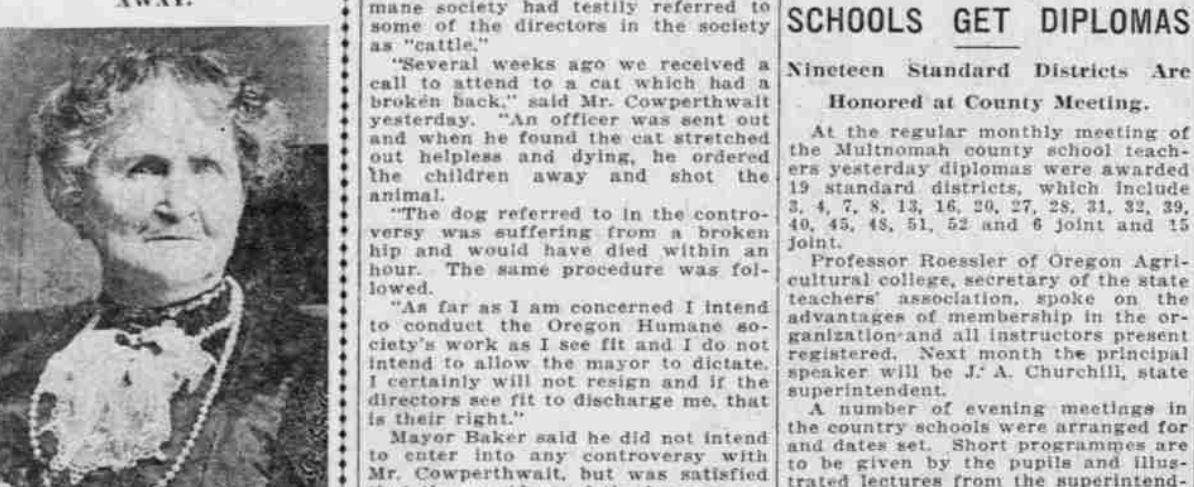 AWAY.
mane society had testily referred to
some of the directors in the society
as "cattle."
"Several weeks ago we received a
call to attend to a cat which had a
broken back," said Mr. Cowperthwait
yesterday. "An officer was sent out
and when he found the cat stretched
out helpless and dying, he ordered
the children away and shot the
animal.
"The dog referred to in the contro-
versy was suffering from a broken
hip and would have died within an
hour. The same procedure was fol-
lowed.
"As far as I am concerned I intend
to conduct the Oregon Humane so-
ciety's work as I see fit and I do not
intend to allow the mayor to dictate.
I certainly will not resign and if the
directors see fit to discharge me, that
is their right."
Mayor Baker said he did not intend
to enter into any controversy with
Mr. Cowperthwait, but was satisfied
SCHOOLS GET DIPLOMAS
Nineteen Standard Districts Are
Honored at County Meeting.
At the regular monthly meeting of
the Multnomah county school teach-
ers yesterday diplomas were awarded
19 standard districts, which include
3, 4, 7, 8, 13, 16, 20, 27, 28, 31, 32, 39,
40, 45, 48, 51, 52 and 6 joint and 15
joint.
Professor Roessler of Oregon Agri-
cultural college, secretary of the state
teachers' association, spoke on the
advantages of membership in the or-
ganization and all instructors present
registered. Next month the principal
speaker will be J. A. Churchill, state
superintendent.
A number of evening meetings in
the country schools were arranged for
and dates set. Short programmes are
to be given by the pupils and illus-
trated lectures from the superintend-